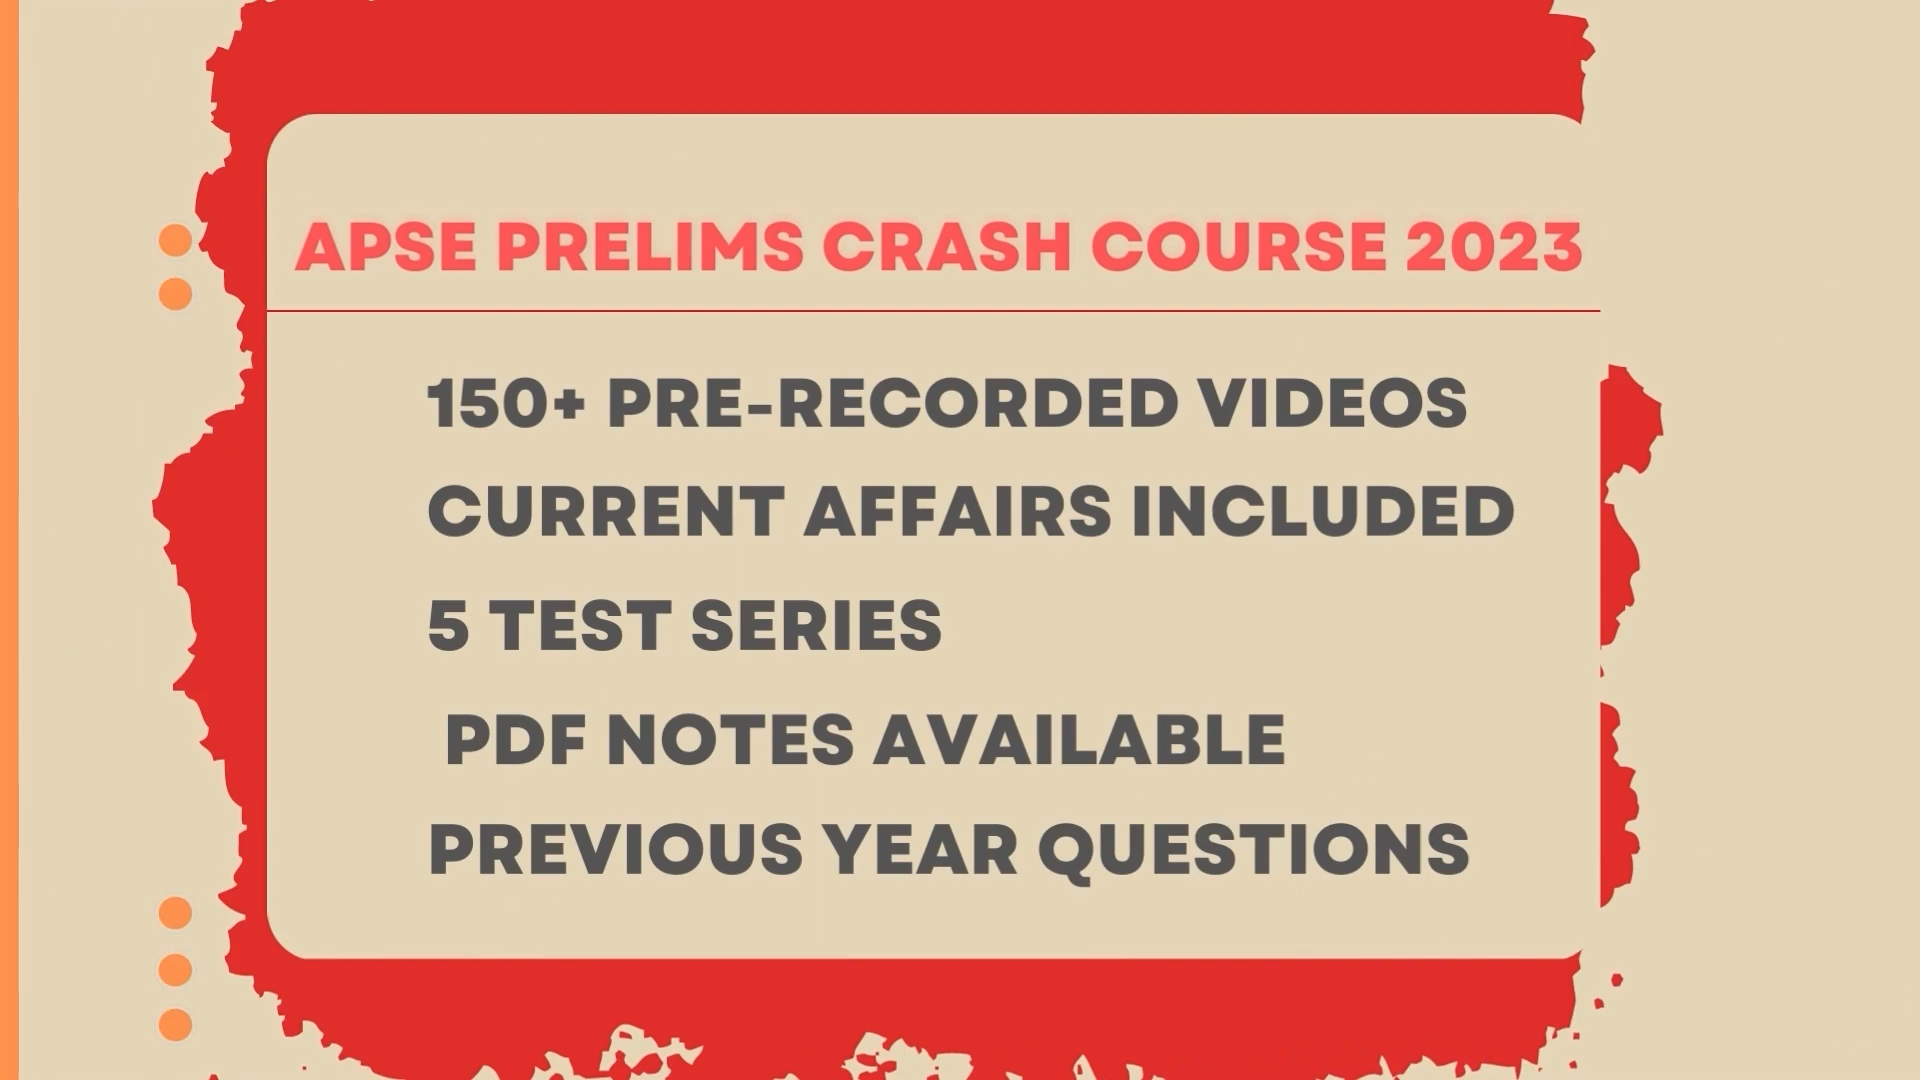 APSE PRELIMS CRASH COURSE 2023
150+ PRE-RECORDED VIDEOS
CURRENT AFFAIRS INCLUDED
5 TEST SERIES
PDF NOTES AVAILABLE
PREVIOUS YEAR QUESTIONS